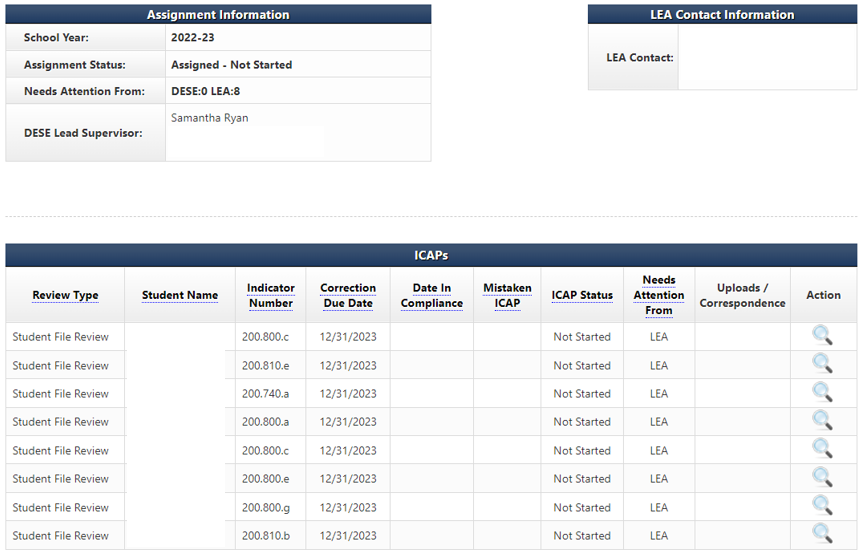 Assignment Information
School Year: 2022-23
Assignment Status: Assigned - Not Started
Needs Attention From: DESE:0 LEA:8
DESE Lead Supervisor: Samantha Ryan
LEA Contact Information
LEA Contact:
ICAPs
Review Type Student Name Indicator Number Correction Due Date Date In Compliance Mistaken ICAP ICAP Status Needs Attention From Uploads / Correspondence Action
Student File Review 200.800.c 12/31/2023 Not Started LEA
Student File Review 200.810.e 12/31/2023 Not Started LEA
Student File Review 200.740.a 12/31/2023 Not Started LEA
Student File Review 200.800.a 12/31/2023 Not Started LEA
Student File Review 200.800.c 12/31/2023 Not Started LEA
Student File Review 200.800.e 12/31/2023 Not Started LEA
Student File Review 200.800.g 12/31/2023 Not Started LEA
Student File Review 200.810.b 12/31/2023 Not Started LEA